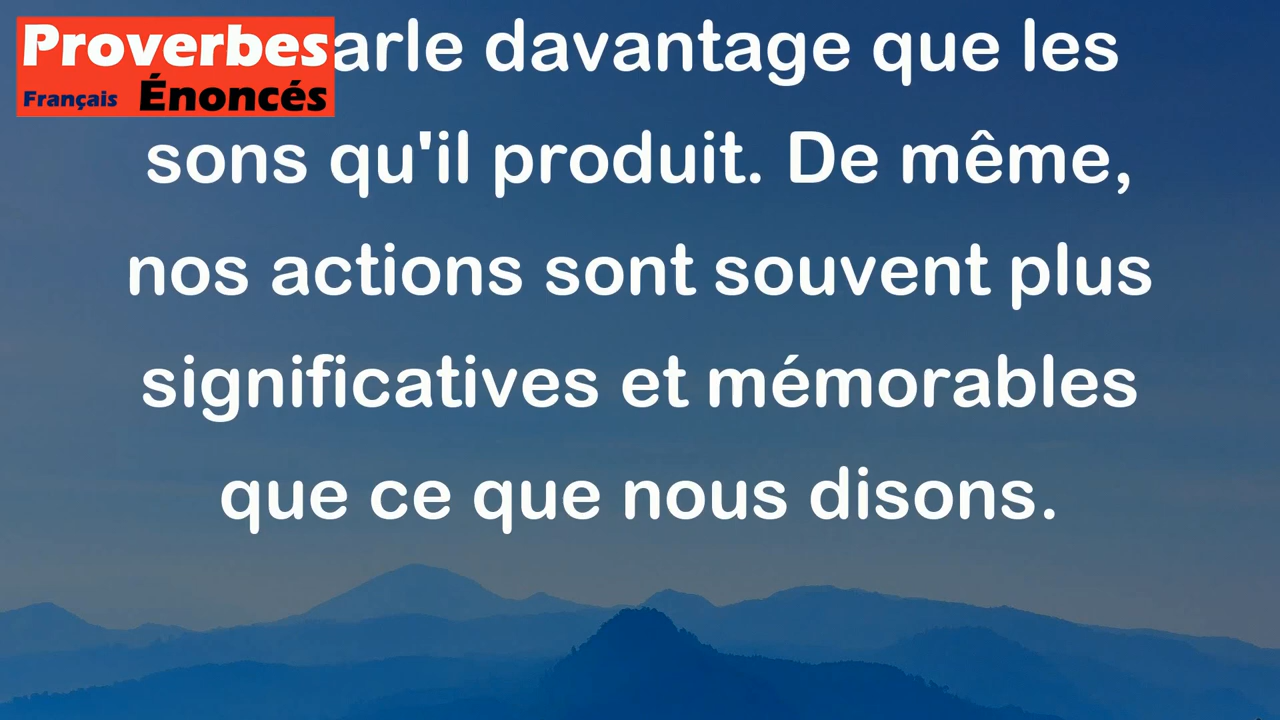 Proverbes
Français Énoncés
arle davantage que les
sons qu'il produit. De même,
nos actions sont souvent plus
significatives et mémorables
que ce que nous disons.